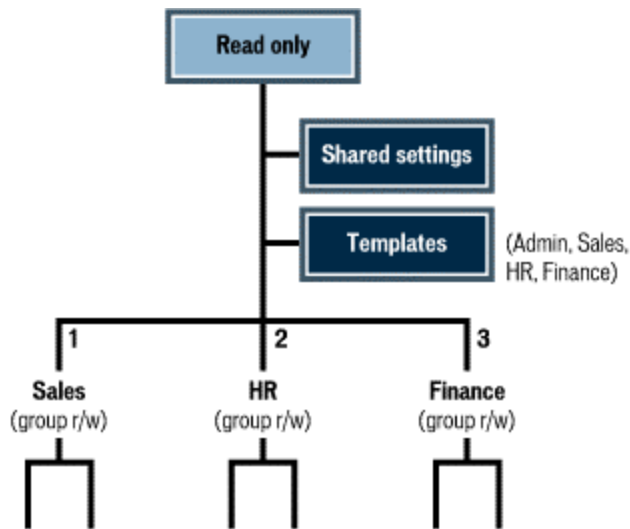 Read only
Shared settings
Templates
(Admin, Sales,
HR, Finance)
1
2
3
Sales
HR
Finance
(group r/w)
(group r/w)
(group r/w)